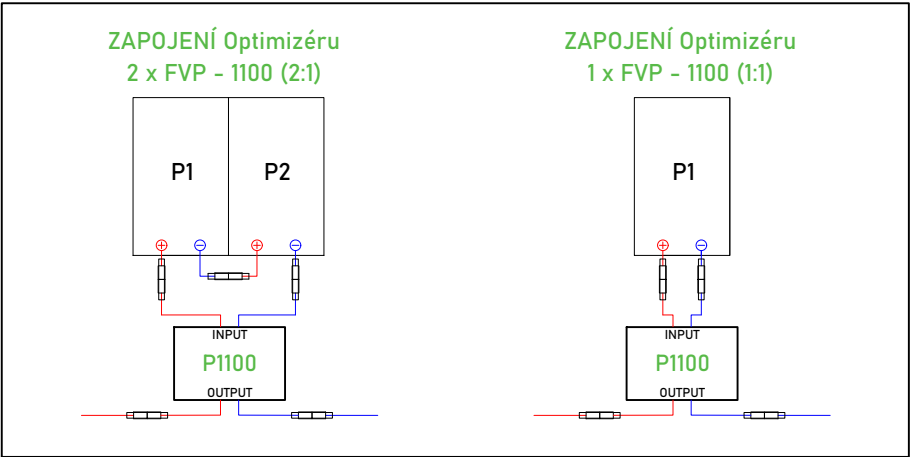 ZAPOJENÍ Optimizéru
2 x FVP - 1100 (2:1)
P1
P2
INPUT
P1100
OUTPUT
ZAPOJENÍ Optimizéru
1 x FVP - 1100 (1:1)
P1
INPUT
P1100
OUTPUT